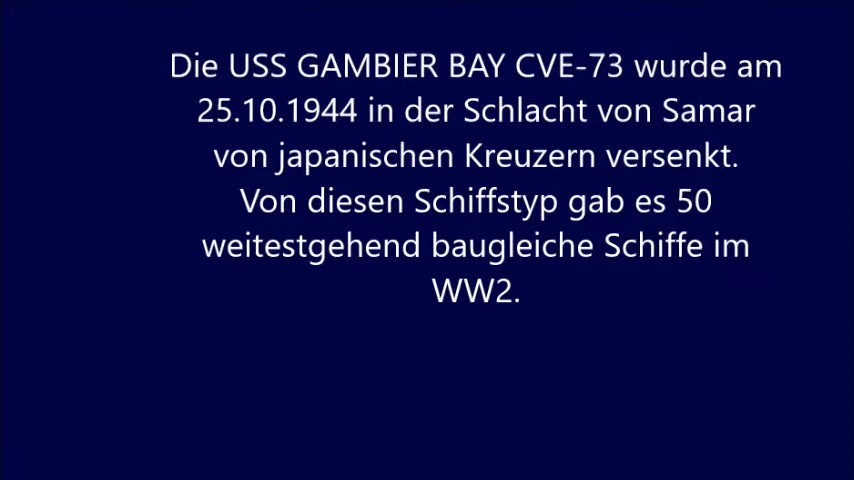 Die USS GAMBIER BAY CVE-73 wurde am
25.10.1944 in der Schlacht von Samar
von japanischen Kreuzern versenkt.
Von diesen Schiffstyp gab es 50
weitestgehend baugleiche Schiffe im
WW2.